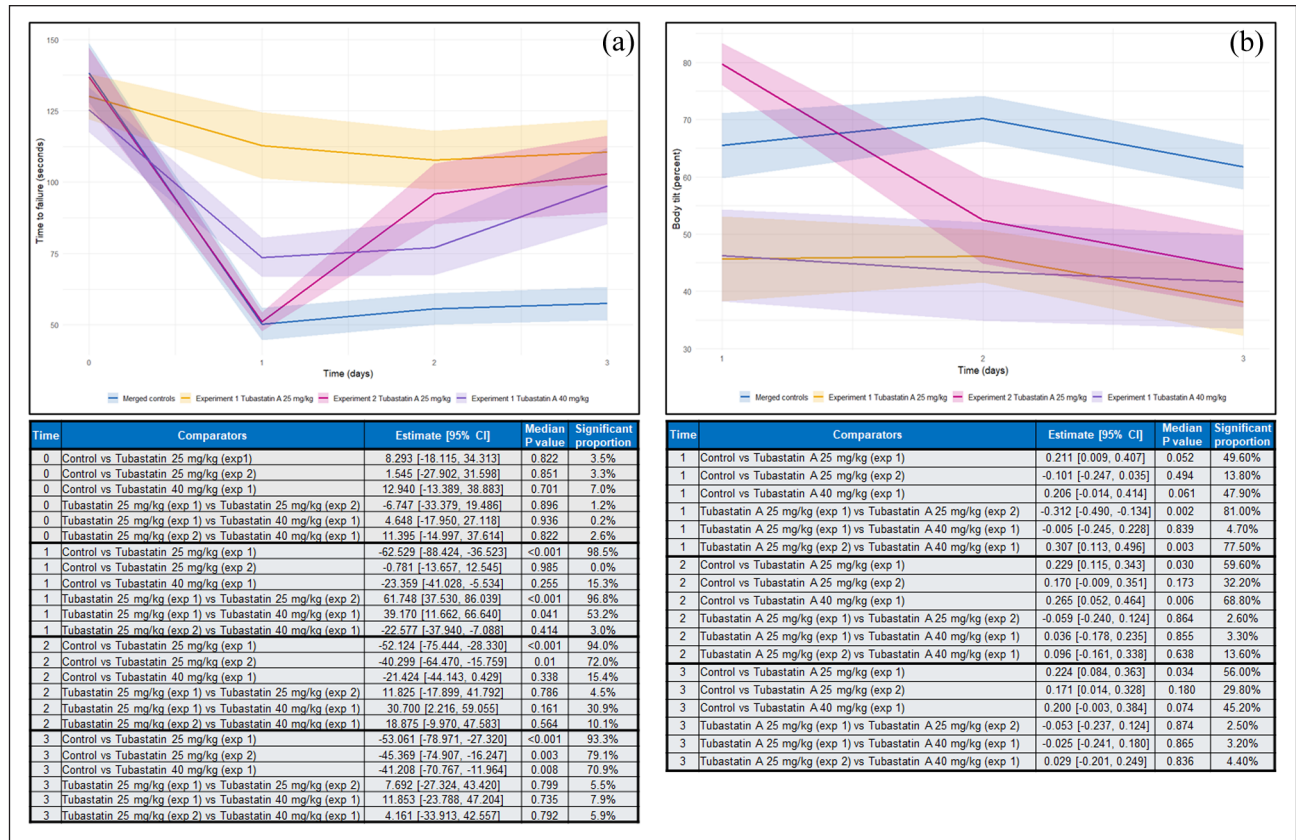 (a)
150
125
100
75
50
Time to failure (seconds)
0 1 2 3
Time (days)
Merged controls Experiment 1 Tubastatin A 25 mg/kg Experiment 2 Tubastatin A 25 mg/kg Experiment 1 Tubastatin A 40 mg/kg
Time Comparators Estimate [95% CI] Median P value Significant proportion
0 Control vs Tubastatin 25 mg/kg (exp1) 8.293 [-18.115, 34.313] 0.822 3.5%
0 Control vs Tubastatin 25 mg/kg (exp 2) 1.545 [-27.902, 31.598] 0.851 3.3%
0 Control vs Tubastatin 40 mg/kg (exp 1) 12.940 [-13.389, 38.883] 0.701 7.0%
0 Tubastatin 25 mg/kg (exp 1) vs Tubastatin 25 mg/kg (exp 2) -6.747 [-33.379, 19.486] 0.896 1.2%
0 Tubastatin 25 mg/kg (exp 1) vs Tubastatin 40 mg/kg (exp 1) 4.648 [-17.950, 27.118] 0.936 0.2%
0 Tubastatin 25 mg/kg (exp 2) vs Tubastatin 40 mg/kg (exp 1) 11.395 [-14.997, 37.614] 0.822 2.6%
1 Control vs Tubastatin 25 mg/kg (exp 1) -62.529 [-88.424, -36.523] <0.001 98.5%
1 Control vs Tubastatin 25 mg/kg (exp 2) -0.781 [-13.657, 12.545] 0.985 0.0%
1 Control vs Tubastatin 40 mg/kg (exp 1) -23.359 [-41.028, -5.534] 0.255 15.3%
1 Tubastatin 25 mg/kg (exp 1) vs Tubastatin 25 mg/kg (exp 2) 61.748 [37.530, 86.039] <0.001 96.8%
1 Tubastatin 25 mg/kg (exp 1) vs Tubastatin 40 mg/kg (exp 1) 39.170 [11.662, 66.640] 0.041 53.2%
1 Tubastatin 25 mg/kg (exp 2) vs Tubastatin 40 mg/kg (exp 1) -22.577 [-37.940, -7.088] 0.414 3.0%
2 Control vs Tubastatin 25 mg/kg (exp 1) -52.124 [-75.444, -28.330] <0.001 94.0%
2 Control vs Tubastatin 25 mg/kg (exp 2) -40.299 [-64.470, -15.759] 0.01 72.0%
2 Control vs Tubastatin 40 mg/kg (exp 1) -21.424 [-44.143, 0.429] 0.338 15.4%
2 Tubastatin 25 mg/kg (exp 1) vs Tubastatin 25 mg/kg (exp 2) 11.825 [-17.899, 41.792] 0.786 4.5%
2 Tubastatin 25 mg/kg (exp 1) vs Tubastatin 40 mg/kg (exp 1) 30.700 [2.216, 59.055] 0.161 30.9%
2 Tubastatin 25 mg/kg (exp 2) vs Tubastatin 40 mg/kg (exp 1) 18.875 [-9.970, 47.583] 0.564 10.1%
3 Control vs Tubastatin 25 mg/kg (exp 1) -53.061 [-78.971, -27.320] <0.001 93.3%
3 Control vs Tubastatin 25 mg/kg (exp 2) -45.369 [-74.907, -16.247] 0.003 79.1%
3 Control vs Tubastatin 40 mg/kg (exp 1) -41.208 [-70.767, -11.964] 0.008 70.9%
3 Tubastatin 25 mg/kg (exp 1) vs Tubastatin 25 mg/kg (exp 2) 7.692 [-27.324, 43.420] 0.799 5.5%
3 Tubastatin 25 mg/kg (exp 1) vs Tubastatin 40 mg/kg (exp 1) 11.853 [-23.788, 47.204] 0.735 7.9%
3 Tubastatin 25 mg/kg (exp 2) vs Tubastatin 40 mg/kg (exp 1) 4.161 [-33.913, 42.557] 0.792 5.9%
(b)
80
70
60
50
40
30
Body tilt (percent)
1 2 3
Time (days)
Merged controls Experiment 1 Tubastatin A 25 mg/kg Experiment 2 Tubastatin A 25 mg/kg Experiment 1 Tubastatin A 40 mg/kg
Time Comparators Estimate [95% CI] Median P value Significant proportion
1 Control vs Tubastatin A 25 mg/kg (exp 1) 0.211 [0.009, 0.407] 0.052 49.60%
1 Control vs Tubastatin A 25 mg/kg (exp 2) -0.101 [-0.247, 0.035] 0.494 13.80%
1 Control vs Tubastatin A 40 mg/kg (exp 1) 0.206 [-0.014, 0.414] 0.061 47.90%
1 Tubastatin A 25 mg/kg (exp 1) vs Tubastatin A 25 mg/kg (exp 2) -0.312 [-0.490, -0.134] 0.002 81.00%
1 Tubastatin A 25 mg/kg (exp 1) vs Tubastatin A 40 mg/kg (exp 1) -0.005 [-0.245, 0.228] 0.839 4.70%
1 Tubastatin A 25 mg/kg (exp 2) vs Tubastatin A 40 mg/kg (exp 1) 0.307 [0.113, 0.496] 0.003 77.50%
2 Control vs Tubastatin A 25 mg/kg (exp 1) 0.229 [0.115, 0.343] 0.030 59.60%
2 Control vs Tubastatin A 25 mg/kg (exp 2) 0.170 [-0.009, 0.351] 0.173 32.20%
2 Control vs Tubastatin A 40 mg/kg (exp 1) 0.265 [0.052, 0.464] 0.006 68.80%
2 Tubastatin A 25 mg/kg (exp 1) vs Tubastatin A 25 mg/kg (exp 2) -0.059 [-0.240, 0.124] 0.864 2.60%
2 Tubastatin A 25 mg/kg (exp 1) vs Tubastatin A 40 mg/kg (exp 1) 0.036 [-0.178, 0.235] 0.855 3.30%
2 Tubastatin A 25 mg/kg (exp 2) vs Tubastatin A 40 mg/kg (exp 1) 0.096 [-0.161, 0.338] 0.638 13.60%
3 Control vs Tubastatin A 25 mg/kg (exp 1) 0.224 [0.084, 0.363] 0.034 56.00%
3 Control vs Tubastatin A 25 mg/kg (exp 2) 0.171 [0.014, 0.328] 0.180 29.80%
3 Control vs Tubastatin A 40 mg/kg (exp 1) 0.200 [-0.003, 0.384] 0.074 45.20%
3 Tubastatin A 25 mg/kg (exp 1) vs Tubastatin A 25 mg/kg (exp 2) -0.053 [-0.237, 0.124] 0.874 2.50%
3 Tubastatin A 25 mg/kg (exp 1) vs Tubastatin A 40 mg/kg (exp 1) -0.025 [-0.241, 0.180] 0.865 3.20%
3 Tubastatin A 25 mg/kg (exp 2) vs Tubastatin A 40 mg/kg (exp 1) 0.029 [-0.201, 0.249] 0.836 4.40%